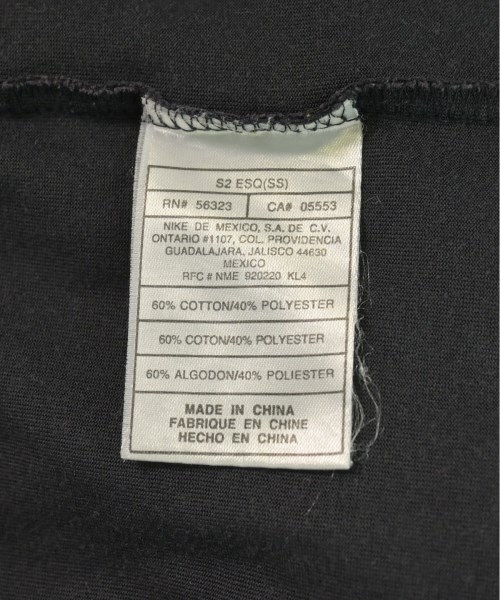 S2 ESQ(SS)
RN# 56323 CA# 05553
NIKE DE MEXICO, S.A. DE C.V.
ONTARIO #1107, COL. PROVIDENCIA
GUADALAJARA, JALISCO 44630
MEXICO
RFC # NME 920220 KL4
60% COTTON/40% POLYESTER
60% COTON/40% POLYESTER
60% ALGODON/40% POLIESTER
MADE IN CHINA
FABRIQUE EN CHINE
HECHO EN CHINA